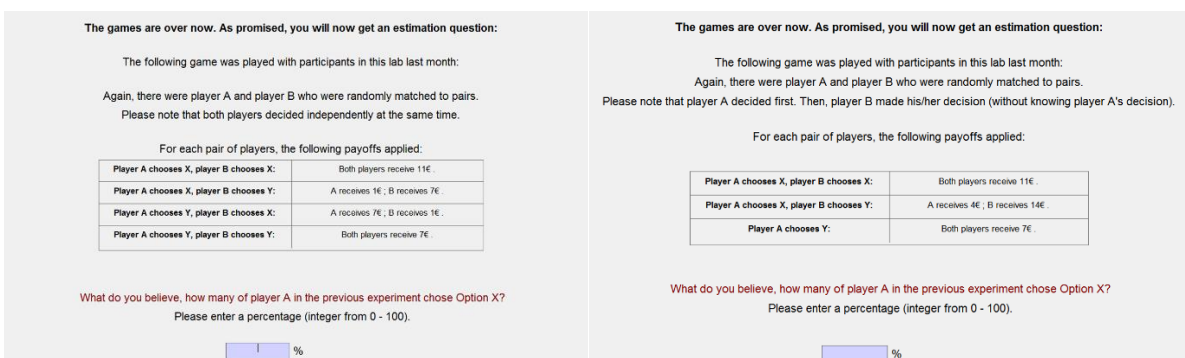 The games are over now. As promised, you will now get an estimation question:
The following game was played with participants in this lab last month:
Again, there were player A and player B who were randomly matched to pairs.
Please note that both players decided independently at the same time.
For each pair of players, the following payoffs applied:
Player A chooses X, player B chooses X: Both players receive 11€ .
Player A chooses X, player B chooses Y: A receives 1€ ; B receives 7€ .
Player A chooses Y, player B chooses X: A receives 7€ ; B receives 1€ .
Player A chooses Y, player B chooses Y: Both players receive 7€ .
What do you believe, how many of player A in the previous experiment chose Option X?
Please enter a percentage (integer from 0 - 100).
%
The games are over now. As promised, you will now get an estimation question:
The following game was played with participants in this lab last month:
Again, there were player A and player B who were randomly matched to pairs.
Please note that player A decided first. Then, player B made his/her decision (without knowing player A's decision).
For each pair of players, the following payoffs applied:
Player A chooses X, player B chooses X: Both players receive 11€ .
Player A chooses X, player B chooses Y: A receives 4€ ; B receives 14€ .
Player A chooses Y: Both players receive 7€ .
What do you believe, how many of player A in the previous experiment chose Option X?
Please enter a percentage (integer from 0 - 100).
%